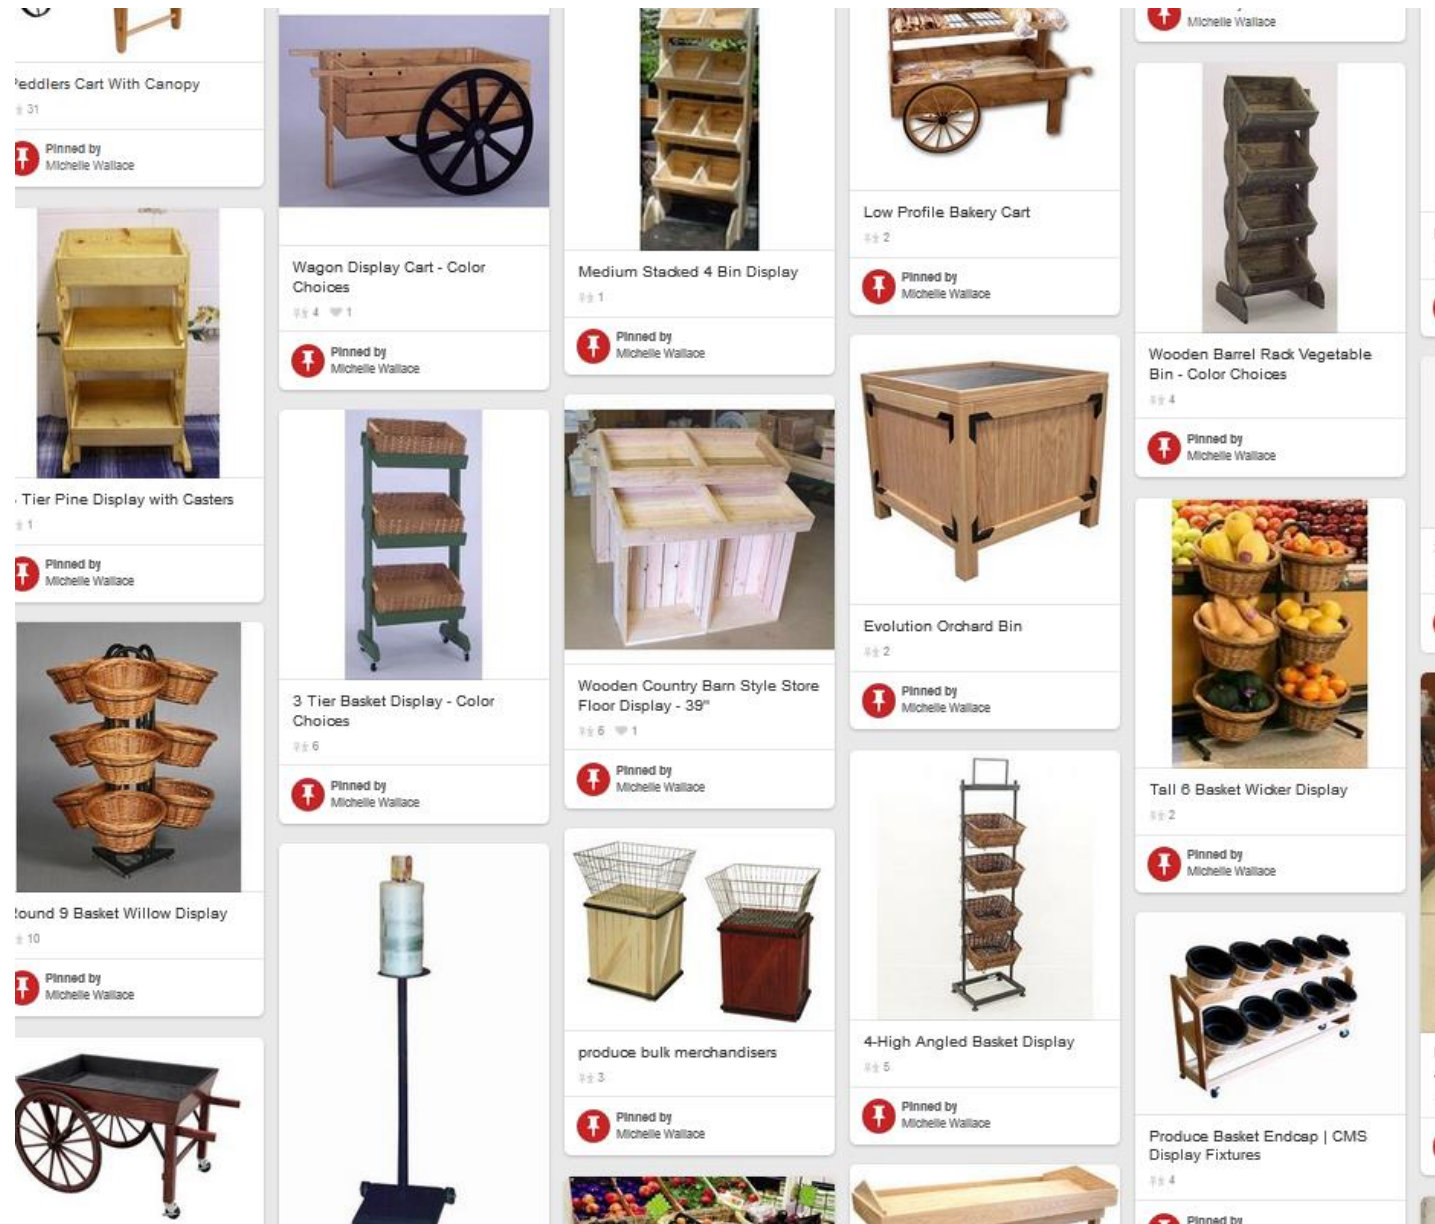 Peddlers Cart With Canopy
31
Pinned by
Michelle Wallace
Tier Pine Display with Casters
1
Pinned by
Michelle Wallace
Round 9 Basket Willow Display
10
Pinned by
Michelle Wallace
Wagon Display Cart - Color
Choices
4 1
Pinned by
Michelle Wallace
3 Tier Basket Display - Color
Choices
6
Pinned by
Michelle Wallace
Medium Stacked 4 Bin Display
1
Pinned by
Michelle Wallace
Wooden Country Barn Style Store
Floor Display - 39"
6 1
Pinned by
Michelle Wallace
produce bulk merchandisers
3
Pinned by
Michelle Wallace
Low Profile Bakery Cart
2
Pinned by
Michelle Wallace
Evolution Orchard Bin
2
Pinned by
Michelle Wallace
4-High Angled Basket Display
5
Pinned by
Michelle Wallace
Michelle Wallace
Wooden Barrel Rack Vegetable
Bin - Color Choices
4
Pinned by
Michelle Wallace
Tall 6 Basket Wicker Display
2
Pinned by
Michelle Wallace
Produce Basket Endcap | CMS
Display Fixtures
4
Pinned by